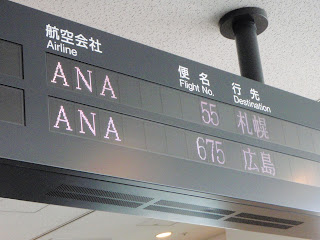 航空会社 便名 行先
Airline Flight No. Destination
ANA 55 札幌
ANA 675 広島